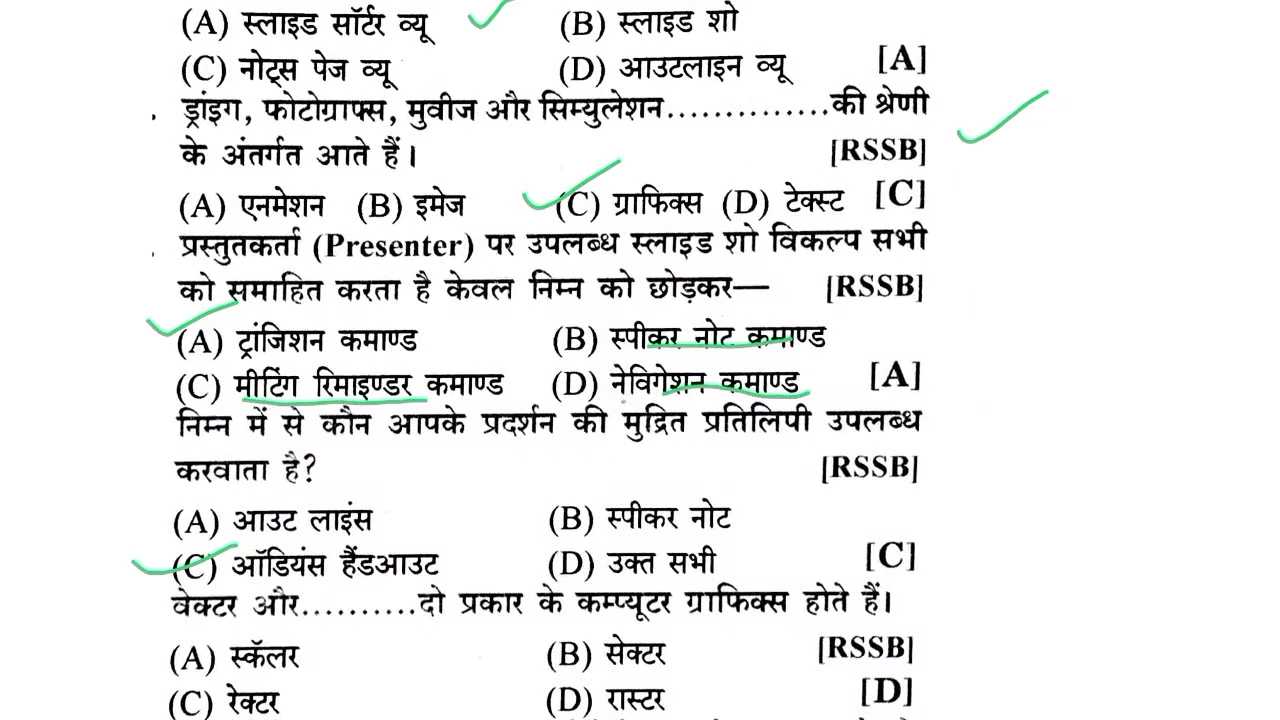 (A) स्लाइड सॉर्टर व्यू (B) स्लाइड शो
(C) नोट्स पेज व्यू (D) आउटलाइन व्यू [A]
ड्रांइग, फोटोग्राफ्स, मुवीज और सिम्युलेशन..............की श्रेणी
के अंतर्गत आते हैं। [RSSB]
(A) एनमेशन (B) इमेज (C) ग्राफिक्स (D) टेक्स्ट [C]
प्रस्तुतकर्ता (Presenter) पर उपलब्ध स्लाइड शो विकल्प सभी
को समाहित करता है केवल निम्न को छोड़कर— [RSSB]
(A) ट्रांजिशन कमाण्ड (B) स्पीकर नोट कमाण्ड
(C) मीटिंग रिमाइण्डर कमाण्ड (D) नेविगेशन कमाण्ड [A]
निम्न में से कौन आपके प्रदर्शन की मुद्रित प्रतिलिपी उपलब्ध
करवाता है? [RSSB]
(A) आउट लाइंस (B) स्पीकर नोट
(C) ऑडियंस हैंडआउट (D) उक्त सभी [C]
वेक्टर और..........दो प्रकार के कम्प्यूटर ग्राफिक्स होते हैं।
(A) स्कॅलर (B) सेक्टर [RSSB]
(C) रेक्टर (D) रास्टर [D]